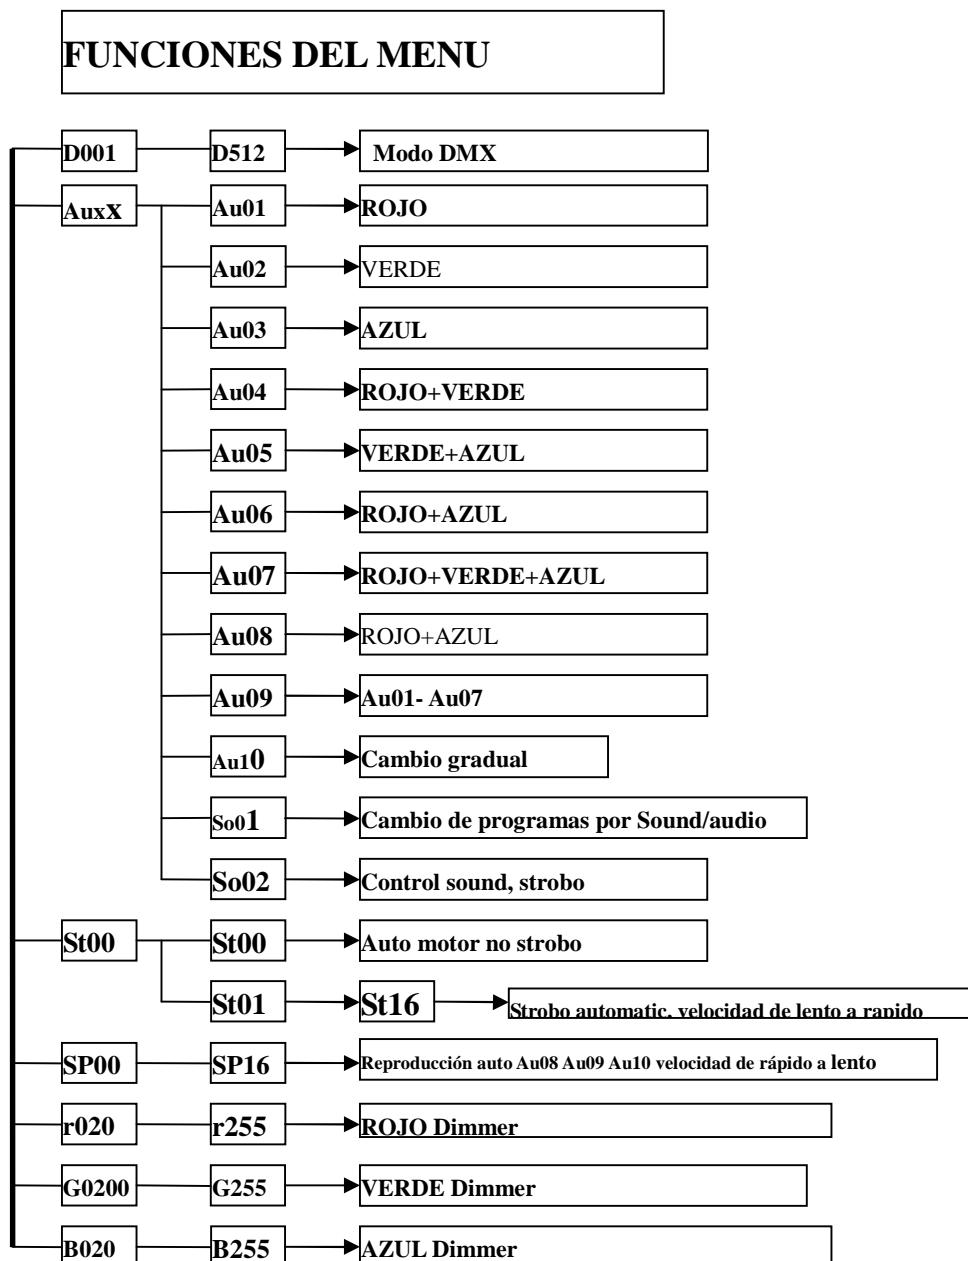 FUNCIONES DEL MENU
D001 D512 Modo DMX
AuxX Au01 ROJO
Au02 VERDE
Au03 AZUL
Au04 ROJO+VERDE
Au05 VERDE+AZUL
Au06 ROJO+AZUL
Au07 ROJO+VERDE+AZUL
Au08 ROJO+AZUL
Au09 Au01- Au07
Au10 Cambio gradual
So01 Cambio de programas por Sound/audio
So02 Control sound, strobo
St00 St00 Auto motor no strobo
St01 St16 Strobo automatic, velocidad de lento a rapido
SP00 SP16 Reproducción auto Au08 Au09 Au10 velocidad de rápido a lento
r020 r255 ROJO Dimmer
G0200 G255 VERDE Dimmer
B020 B255 AZUL Dimmer